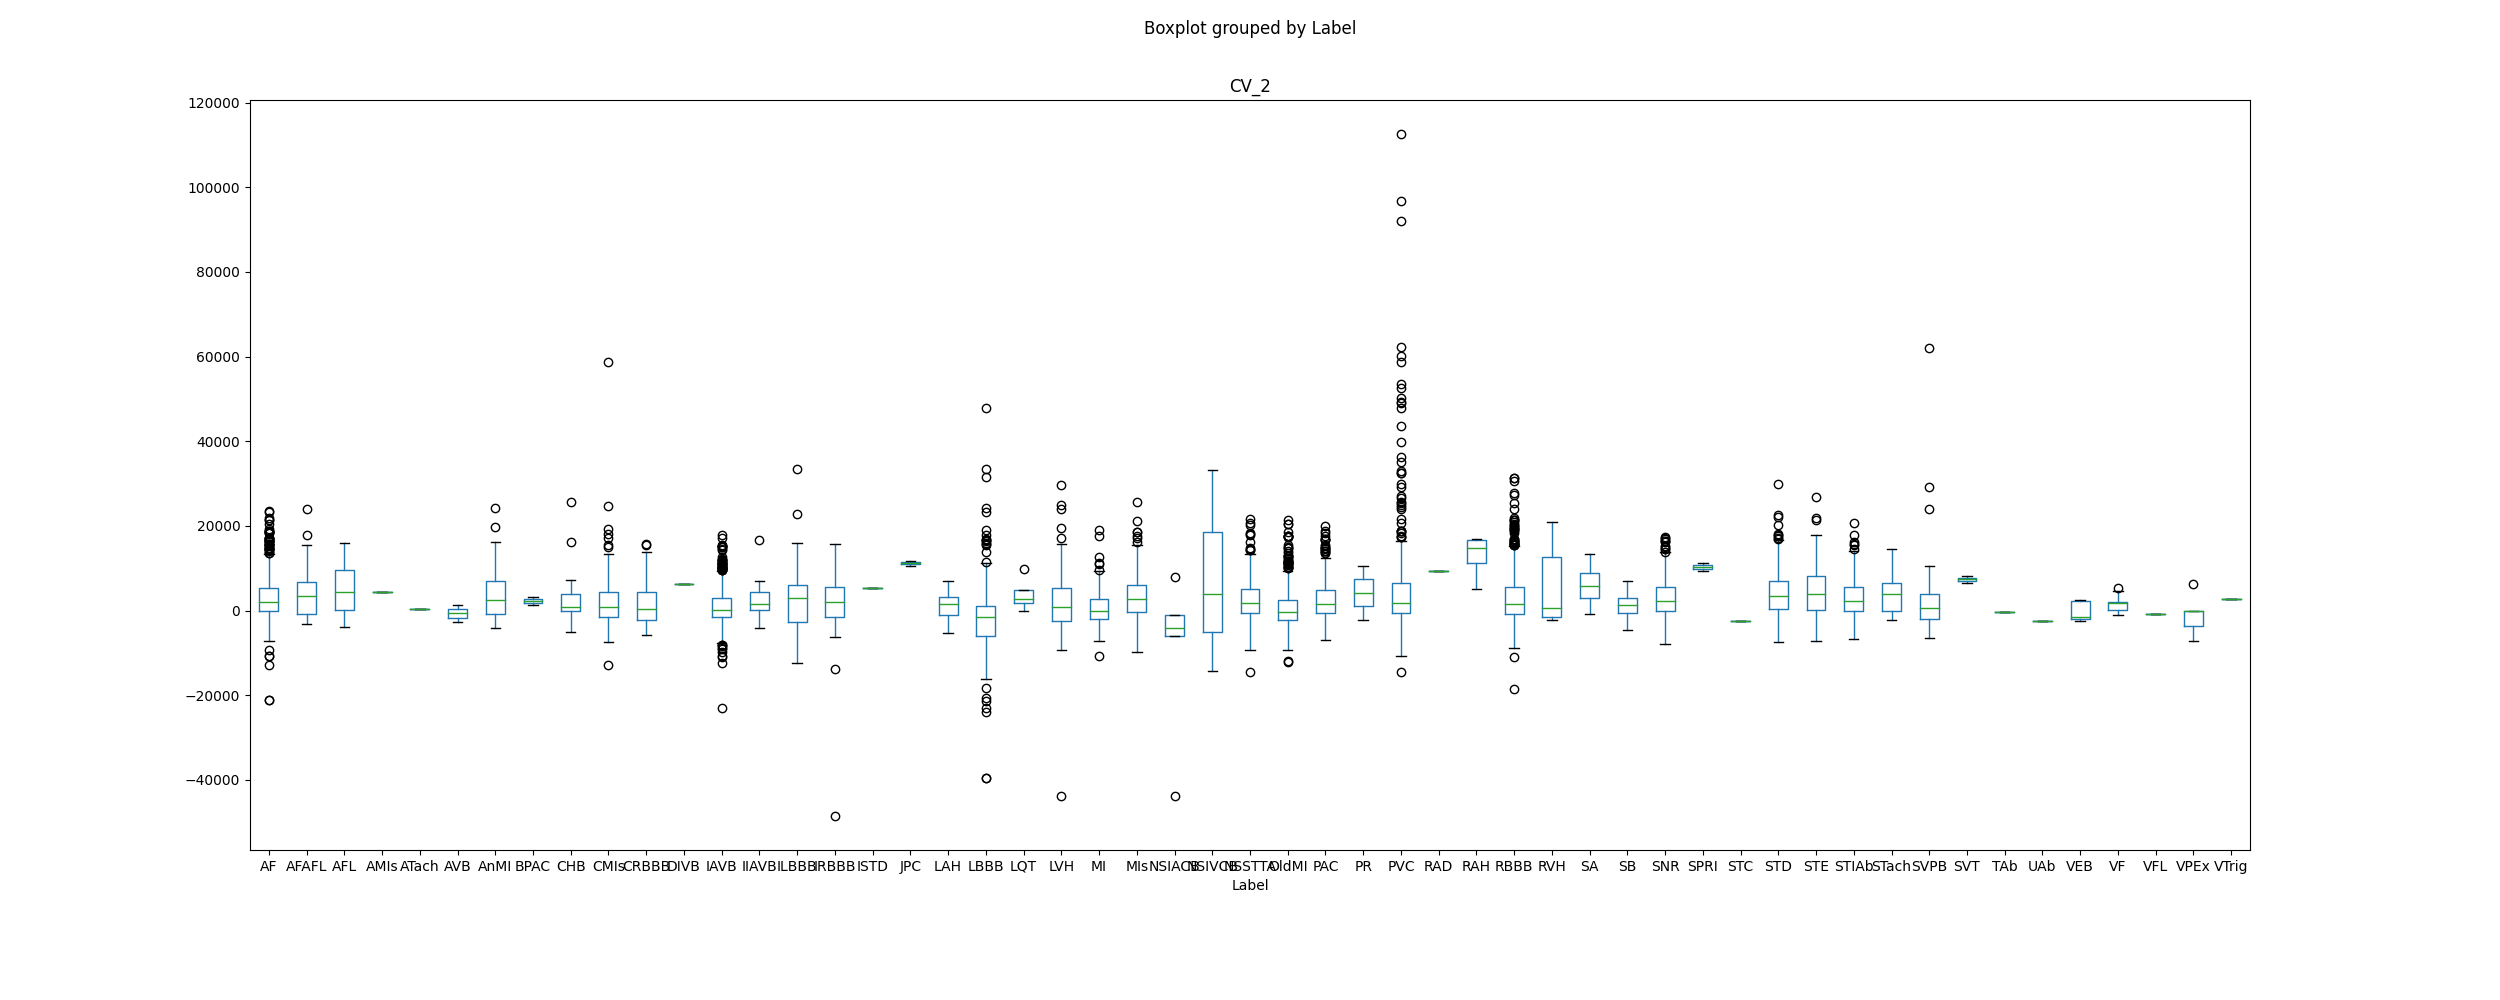 Boxplot grouped by Label
CV_2
120000
100000
80000
60000
40000
20000
0
−20000
−40000
AF AFAFL AFL AMIs ATach AVB AnMI BPAC CHB CMIs CRBBB DIVB IAVB IIAVB ILBBB IRBBB ISTD JPC LAH LBBB LQT LVH MI MIs NSIACB NSIVCB NSSTTA OldMI PAC PR PVC RAD RAH RBBB RVH SA SB SNR SPRI STC STD STE STIAb STach SVPB SVT TAb UAb VEB VF VFL VPEx VTrig
Label